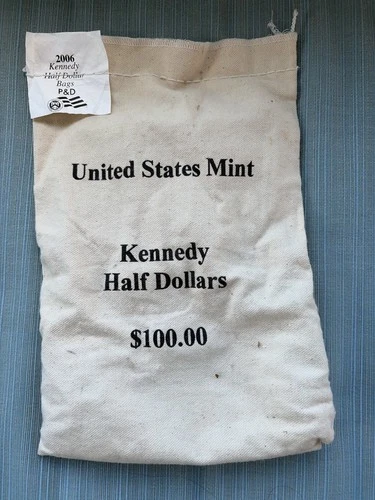 2006
Kennedy
Half Dollar
Bags
P&D
United States Mint
Kennedy
Half Dollars
$100.00